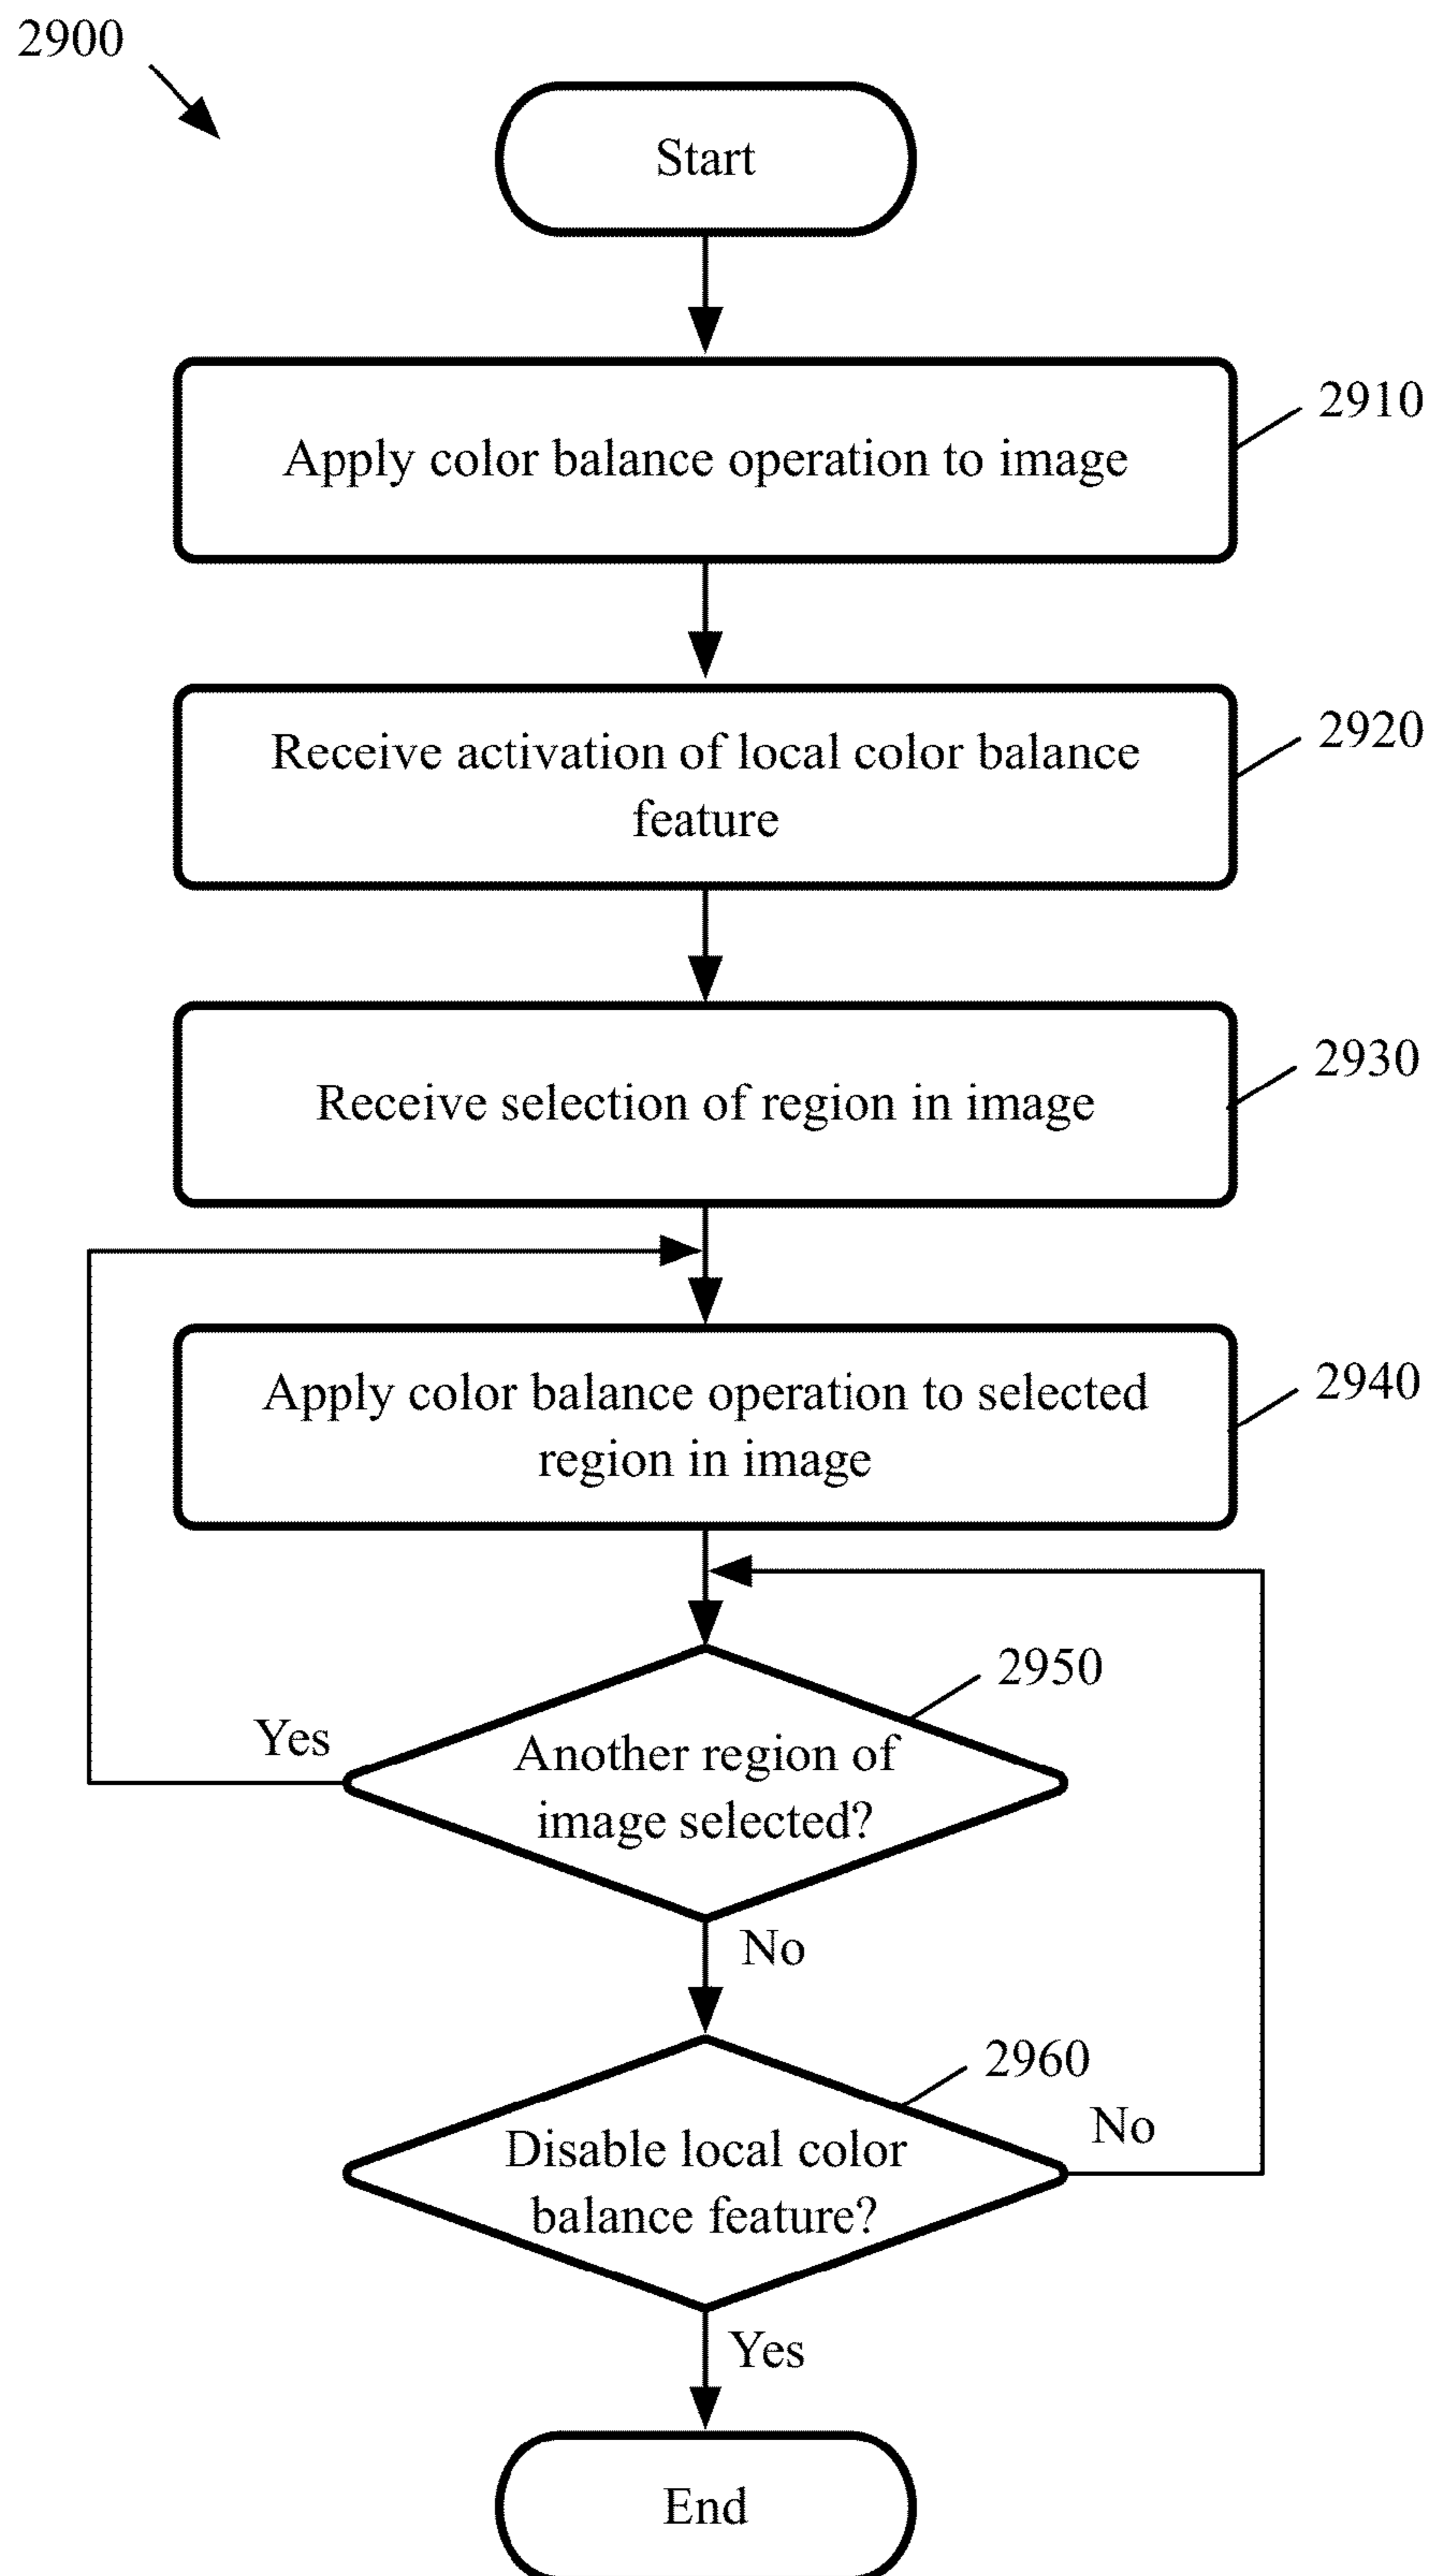 2900
Start
Apply color balance operation to image
2910
Receive activation of local color balance
feature
2920
Receive selection of region in image
2930
Apply color balance operation to selected
region in image
2940
2950
Another region of
image selected?
Yes
No
2960
Disable local color
balance feature?
No
Yes
End